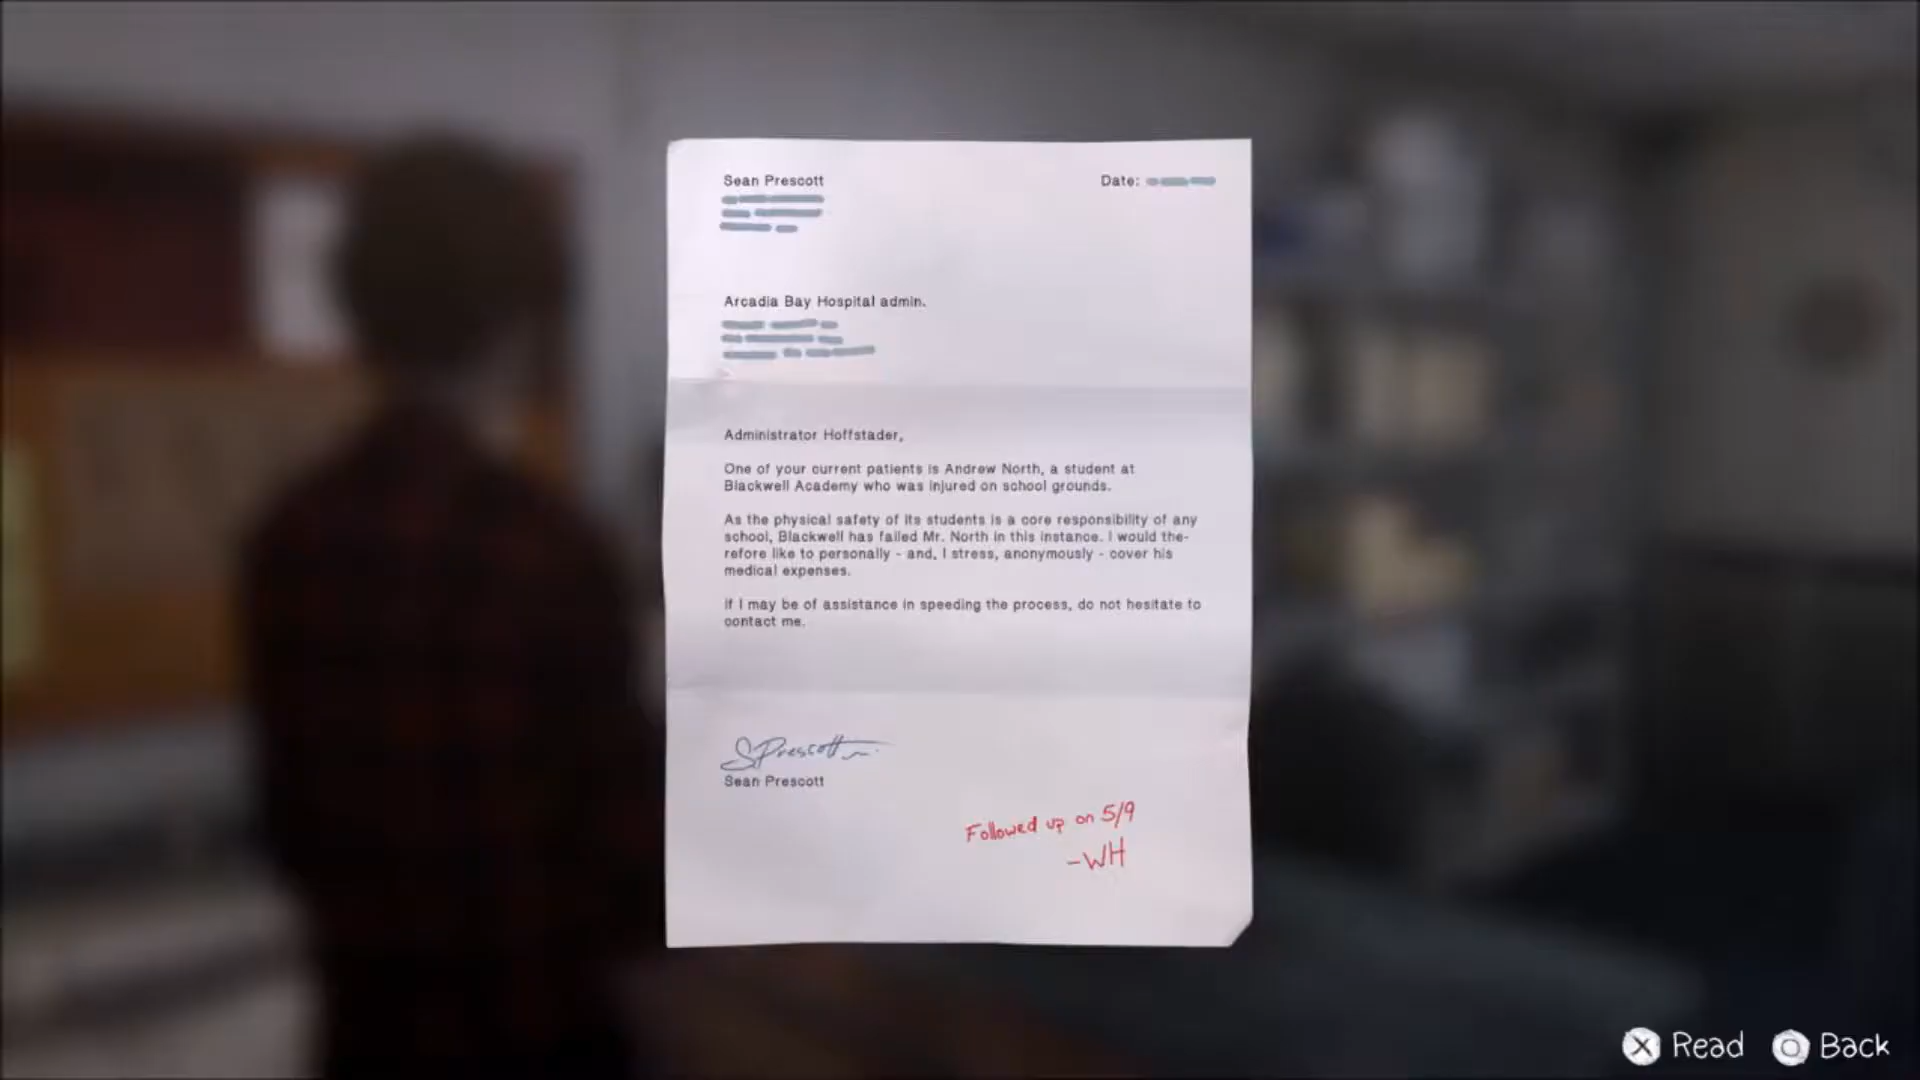 Sean Prescott
Date:
Arcadia Bay Hospital admin.
Administrator Hoffstader,
One of your current patients is Andrew North, a student at
Blackwell Academy who was injured on school grounds.
As the physical safety of its students is a core responsibility of any
school, Blackwell has failed Mr. North in this instance. I would the-
refore like to personally - and, I stress, anonymously - cover his
medical expenses.
If I may be of assistance in speeding the process, do not hesitate to
contact me.
SPrescott
Sean Prescott
Followed up on 5/9
-WH
Read
Back